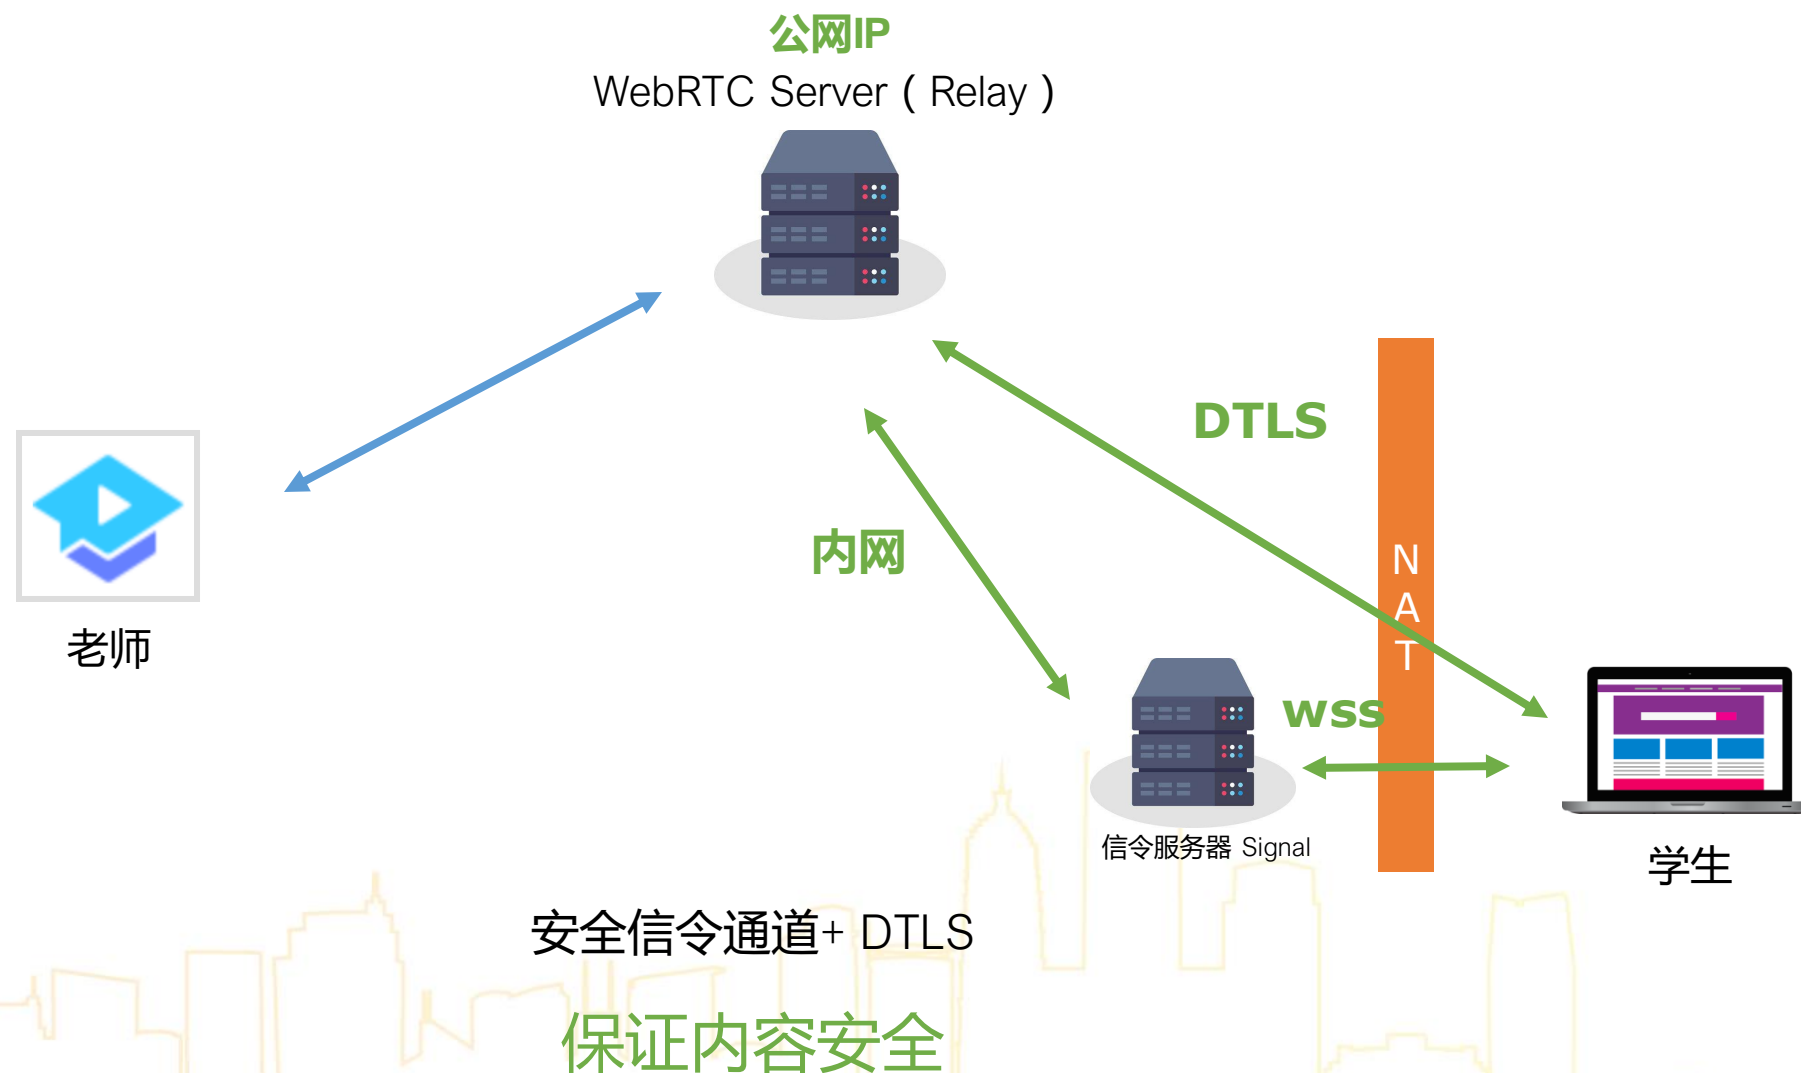 公网IP
WebRTC Server（Relay）
DTLS
内网
N
A
T
老师
wss
信令服务器 Signal
学生
安全信令通道+ DTLS
保证内容安全